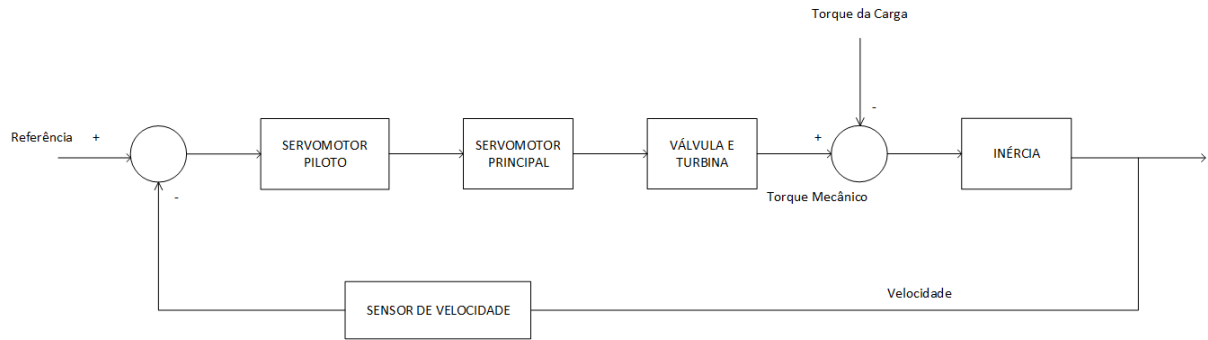 Torque da Carga
-
Referência +
SERVOMOTOR
PILOTO
SERVOMOTOR
PRINCIPAL
VÁLVULA E
TURBINA
+
INÉRCIA
-
Torque Mecânico
Velocidade
SENSOR DE VELOCIDADE